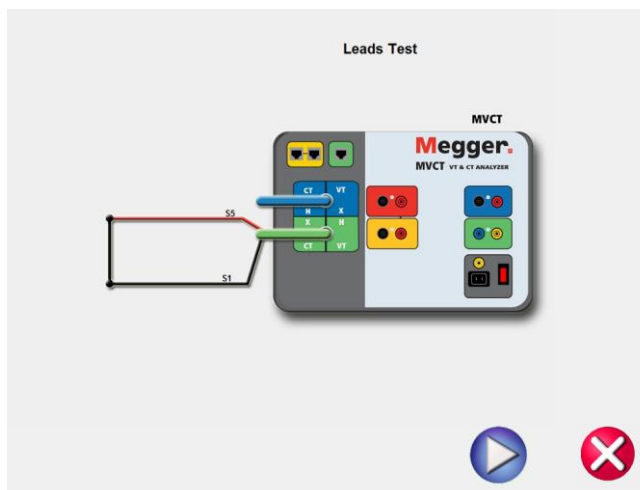 Leads Test
MVCT
Megger.
MVCT VT & CT ANALYZER
CT VT
H X
X H
CT VT
S5
S1